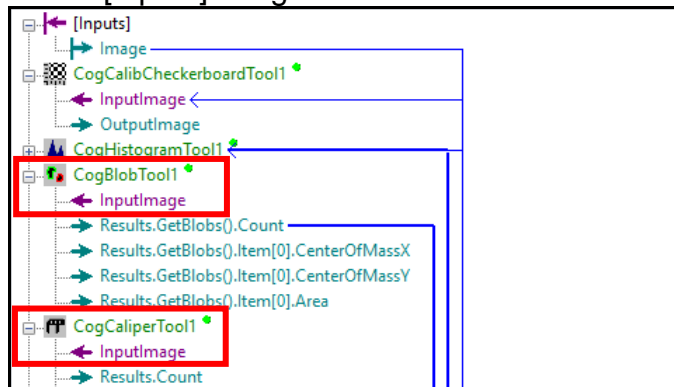 [Inputs]
Image
CogCalibCheckerboardTool1
InputImage
OutputImage
CogHistogramTool1
CogBlobTool1
InputImage
Results.GetBlobs().Count
Results.GetBlobs().Item[0].CenterOfMassX
Results.GetBlobs().Item[0].CenterOfMassY
Results.GetBlobs().Item[0].Area
CogCaliperTool1
InputImage
Results.Count